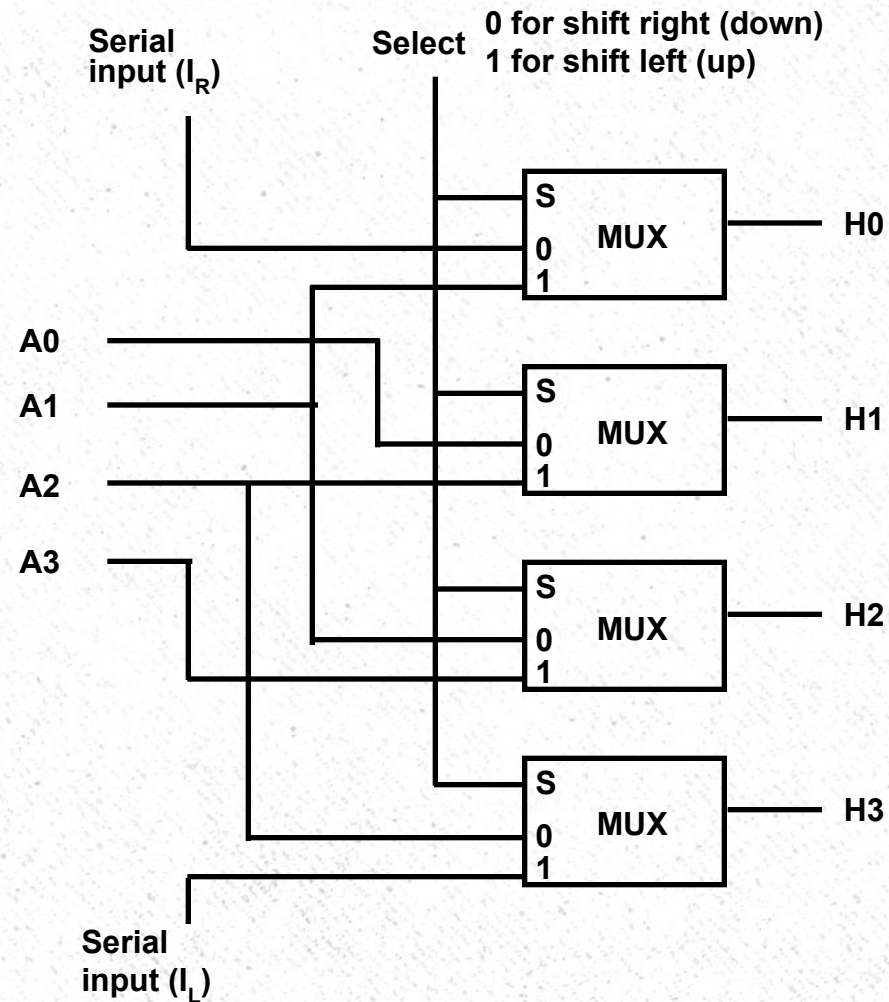 Serial
input (I_R)
Select
0 for shift right (down)
1 for shift left (up)
S
0
1
MUX
H0
A0
A1
A2
A3
S
0
1
MUX
H1
S
0
1
MUX
H2
S
0
1
MUX
H3
Serial
input (I_L)